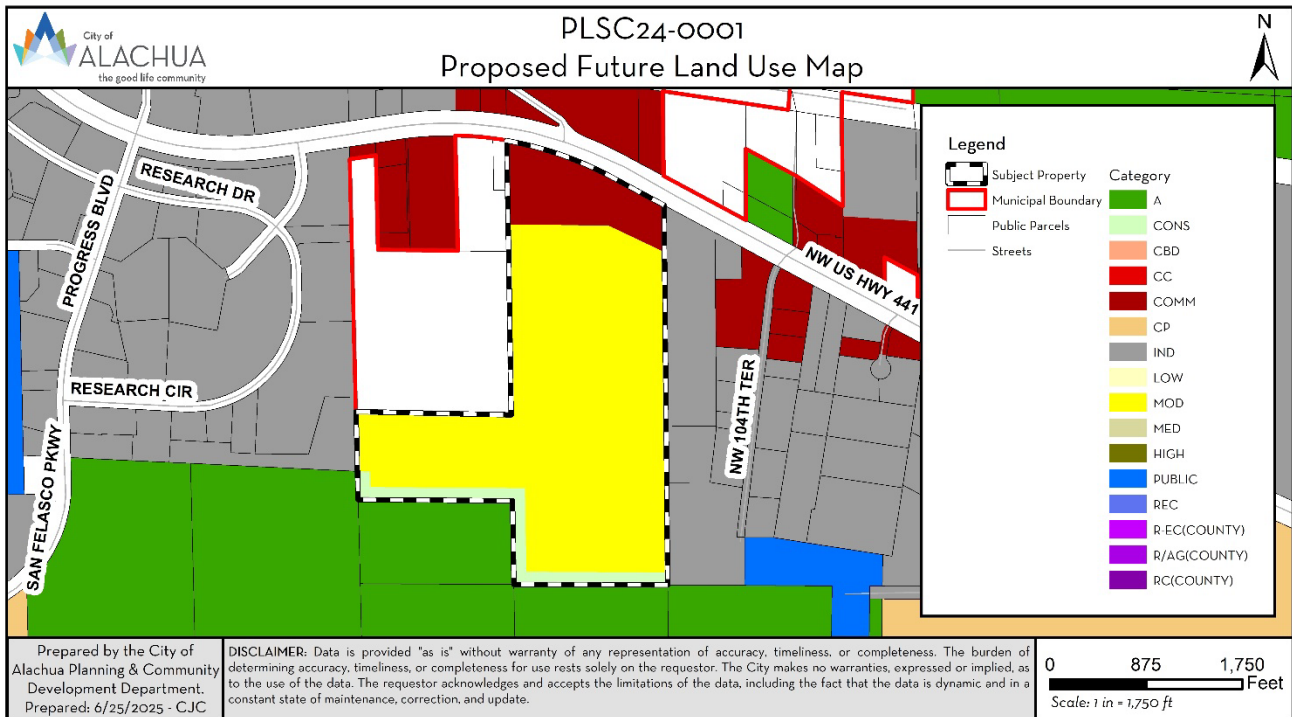 City of
ALACHUA
the good life community
PLSC24-0001
Proposed Future Land Use Map
N
RESEARCH DR
PROGRESS BLVD
RESEARCH CIR
SAN FELASCO PKWY
NW US HWY 441
NW 104TH TER
Legend
Subject Property
Municipal Boundary
Public Parcels
Streets
Category
A
CONS
CBD
CC
COMM
CP
IND
LOW
MOD
MED
HIGH
PUBLIC
REC
R-EC(COUNTY)
R/AG(COUNTY)
RC(COUNTY)
Prepared by the City of
Alachua Planning & Community
Development Department.
Prepared: 6/25/2025 - CJC
DISCLAIMER: Data is provided "as is" without warranty of any representation of accuracy, timeliness, or completeness. The burden of
determining accuracy, timeliness, or completeness for use rests solely on the requestor. The City makes no warranties, expressed or implied, as
to the use of the data. The requestor acknowledges and accepts the limitations of the data, including the fact that the data is dynamic and in a
constant state of maintenance, correction, and update.
0 875 1,750
Feet
Scale: 1 in = 1,750 ft